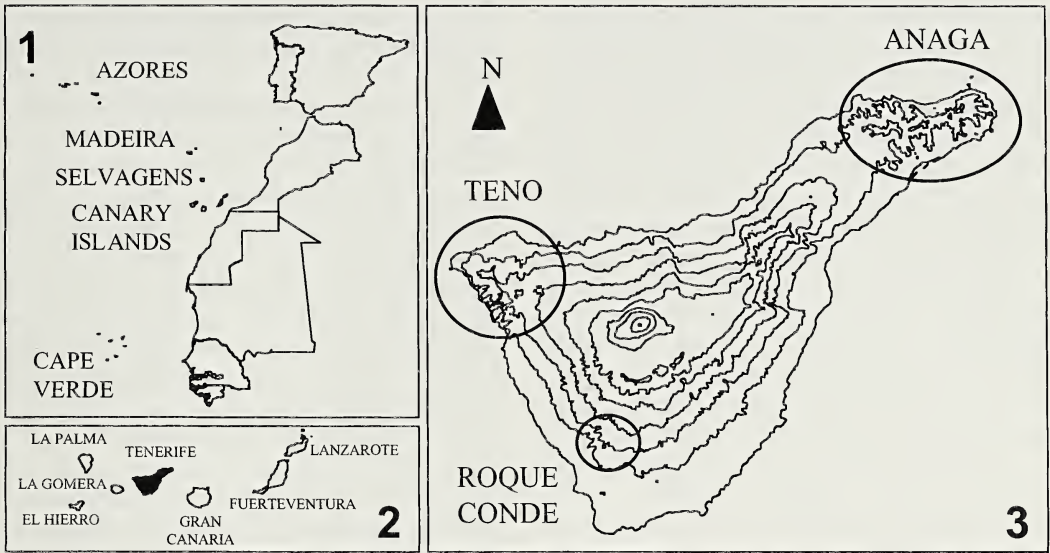 1
AZORES
MADEIRA
SELVAGENS
CANARY
ISLANDS
CAPE
VERDE
LA PALMA
TENERIFE
LANZAROTE
LA GOMERA
FUERTEVENTURA
EL HIERRO
GRAN
CANARIA
2
ANAGA
N
TENO
ROQUE
CONDE
3